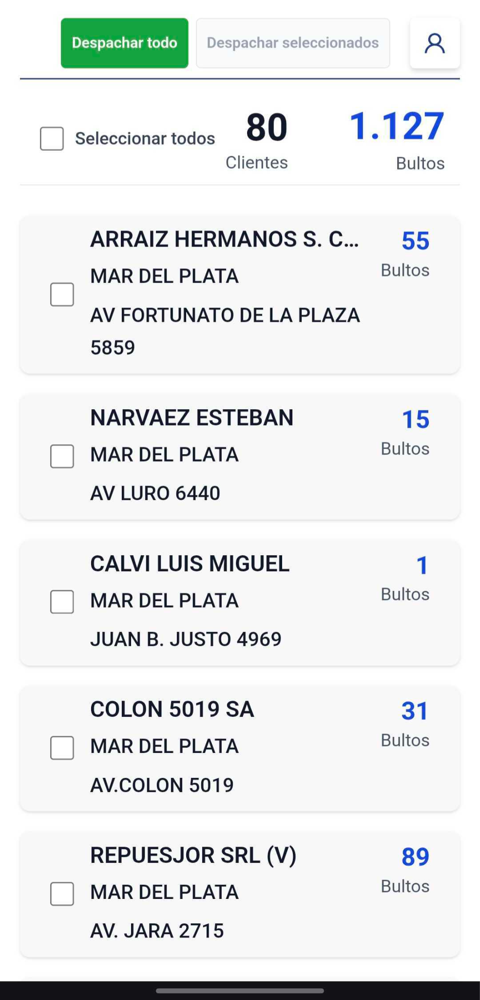 Despachar todo
Despachar seleccionados
Seleccionar todos
80
Clientes
1.127
Bultos
ARRAIZ HERMANOS S. C...
55
Bultos
MAR DEL PLATA
AV FORTUNATO DE LA PLAZA
5859
NARVAEZ ESTEBAN
15
Bultos
MAR DEL PLATA
AV LURO 6440
CALVI LUIS MIGUEL
1
Bultos
MAR DEL PLATA
JUAN B. JUSTO 4969
COLON 5019 SA
31
Bultos
MAR DEL PLATA
AV.COLON 5019
REPUESJOR SRL (V)
89
Bultos
MAR DEL PLATA
AV. JARA 2715